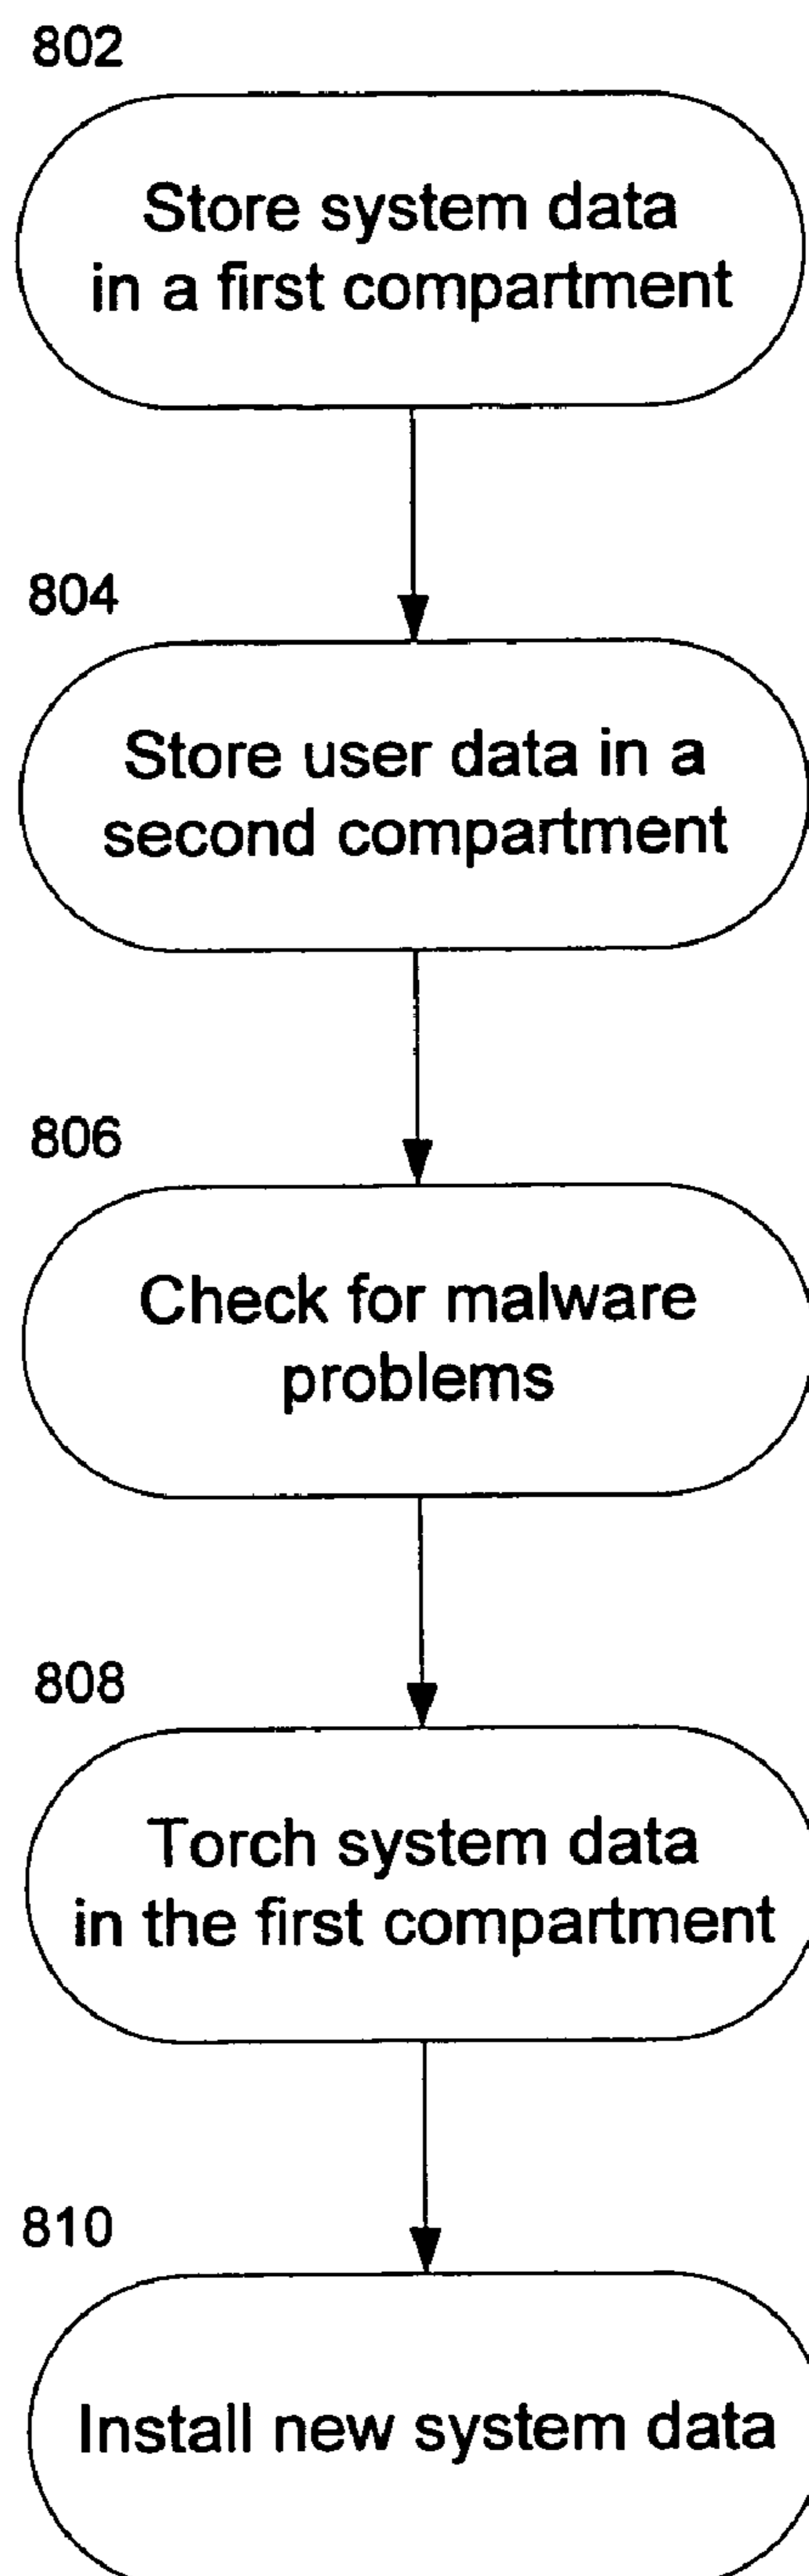 802
Store system data
in a first compartment
804
Store user data in a
second compartment
806
Check for malware
problems
808
Torch system data
in the first compartment
810
Install new system data